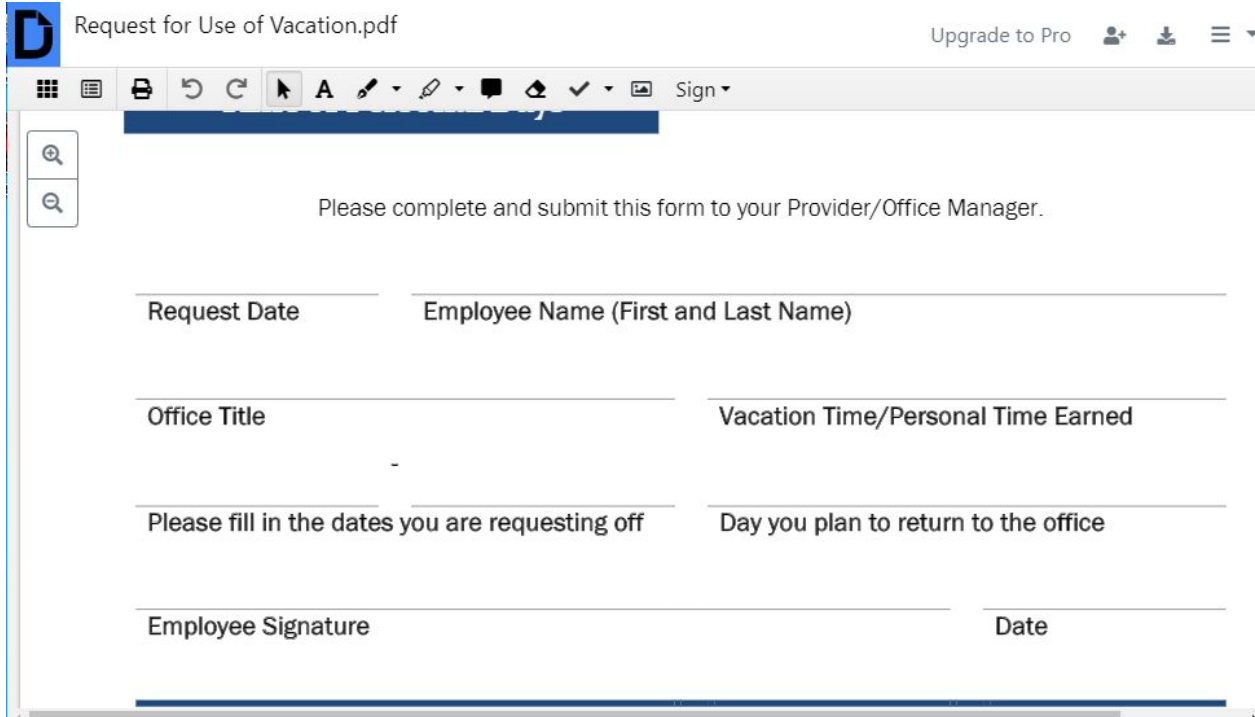 Request for Use of Vacation.pdf
Upgrade to Pro
A Sign
Please complete and submit this form to your Provider/Office Manager.
Request Date Employee Name (First and Last Name)
Office Title Vacation Time/Personal Time Earned
-
Please fill in the dates you are requesting off Day you plan to return to the office
Employee Signature Date